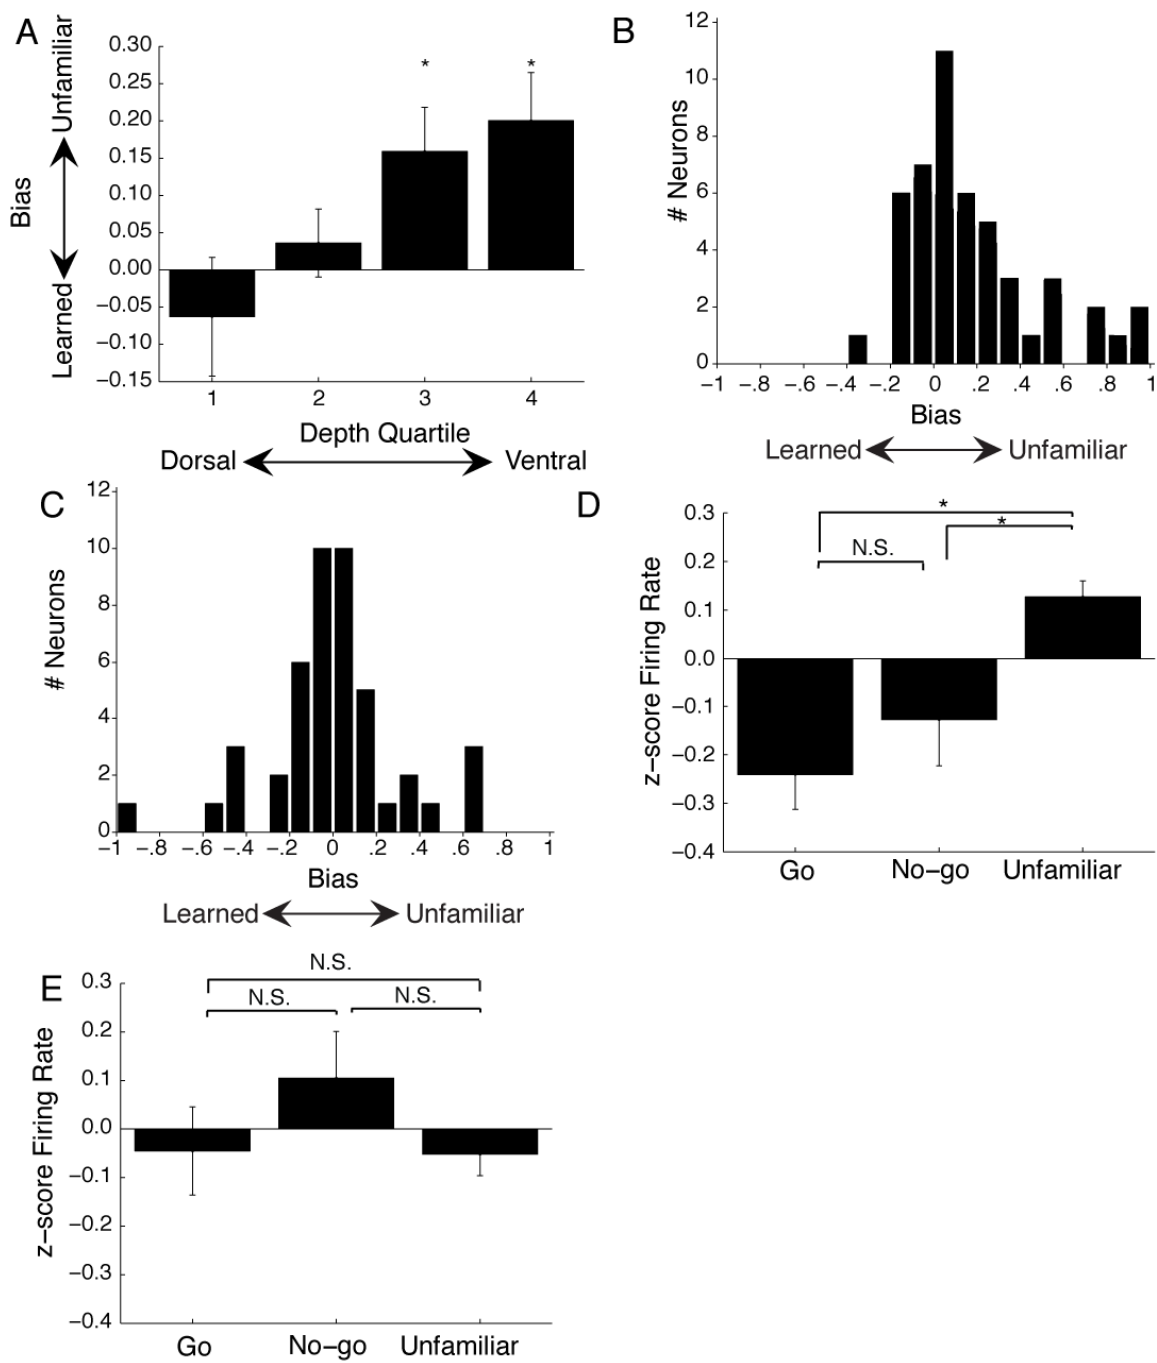 A
Unfamiliar
Bias
Learned
0.30
0.25
0.20
0.15
0.10
0.05
0.00
−0.05
−0.10
−0.15
*
*
1 2 3 4
Depth Quartile
Dorsal Ventral
B
# Neurons
12
10
8
6
4
2
0
−1 −.8 −.6 −.4 −.2 0 .2 .4 .6 .8 1
Bias
Learned Unfamiliar
C
# Neurons
12
10
8
6
4
2
0
−1 −.8 −.6 −.4 −.2 0 .2 .4 .6 .8 1
Bias
Learned Unfamiliar
D
z−score Firing Rate
0.3
0.2
0.1
0.0
−0.1
−0.2
−0.3
−0.4
*
*
N.S.
Go No−go Unfamiliar
E
z−score Firing Rate
0.3
0.2
0.1
0.0
−0.1
−0.2
−0.3
−0.4
N.S.
N.S. N.S.
Go No−go Unfamiliar